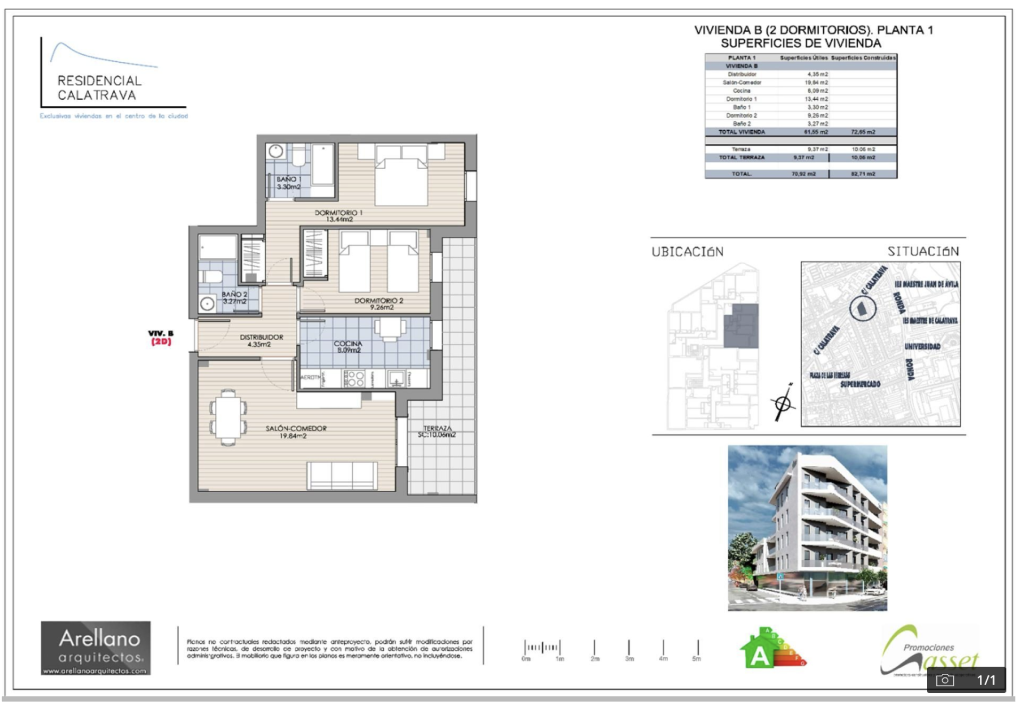 RESIDENCIAL
CALATRAVA
Exclusivas viviendas en el centro de la ciudad
VIVIENDA B (2 DORMITORIOS). PLANTA 1
SUPERFICIES DE VIVIENDA
PLANTA 1 Superficies Útiles Superficies Construidas
VIVIENDA B
Distribuidor 4,35 m2
Salón-Comedor 19,84 m2
Cocina 8,09 m2
Dormitorio 1 13,44 m2
Baño 1 3,30 m2
Dormitorio 2 9,26 m2
Baño 2 3,27 m2
TOTAL VIVIENDA 61,55 m2 72,65 m2
Terraza 9,37 m2 10,06 m2
TOTAL TERRAZA 9,37 m2 10,06 m2
TOTAL: 70,92 m2 82,71 m2
BAÑO 1
3.30m2
DORMITORIO 1
13.44m2
BAÑO 2
3.27m2
DORMITORIO 2
9.26m2
VIV. B
(2D)
DISTRIBUIDOR
4.35m2
COCINA
8.09m2
SALÓN-COMEDOR
19.84m2
TERRAZA
SC:10.06m2
UBICACIÓN
SITUACIÓN
C/ CALATRAVA
IES MAESTRE JUAN DE ÁVILA
RONDA
IES MAESTRE DE CALATRAVA
C/ CALATRAVA
UNIVERSIDAD
RONDA
SUPERMERCADO
Arellano
arquitectos.
www.arellanoarquitectos.com
Planos no contractuales redactados mediante anteproyecto, podrán sufrir modificaciones por
razones técnicas, de desarrollo de proyecto y con motivo de la obtención de autorizaciones
administrativas. El mobiliario que figura en los planos es meramente orientativo, no incluyéndose.
0m 1m 2m 3m 4m 5m
A
Promociones
Gasset
1/1